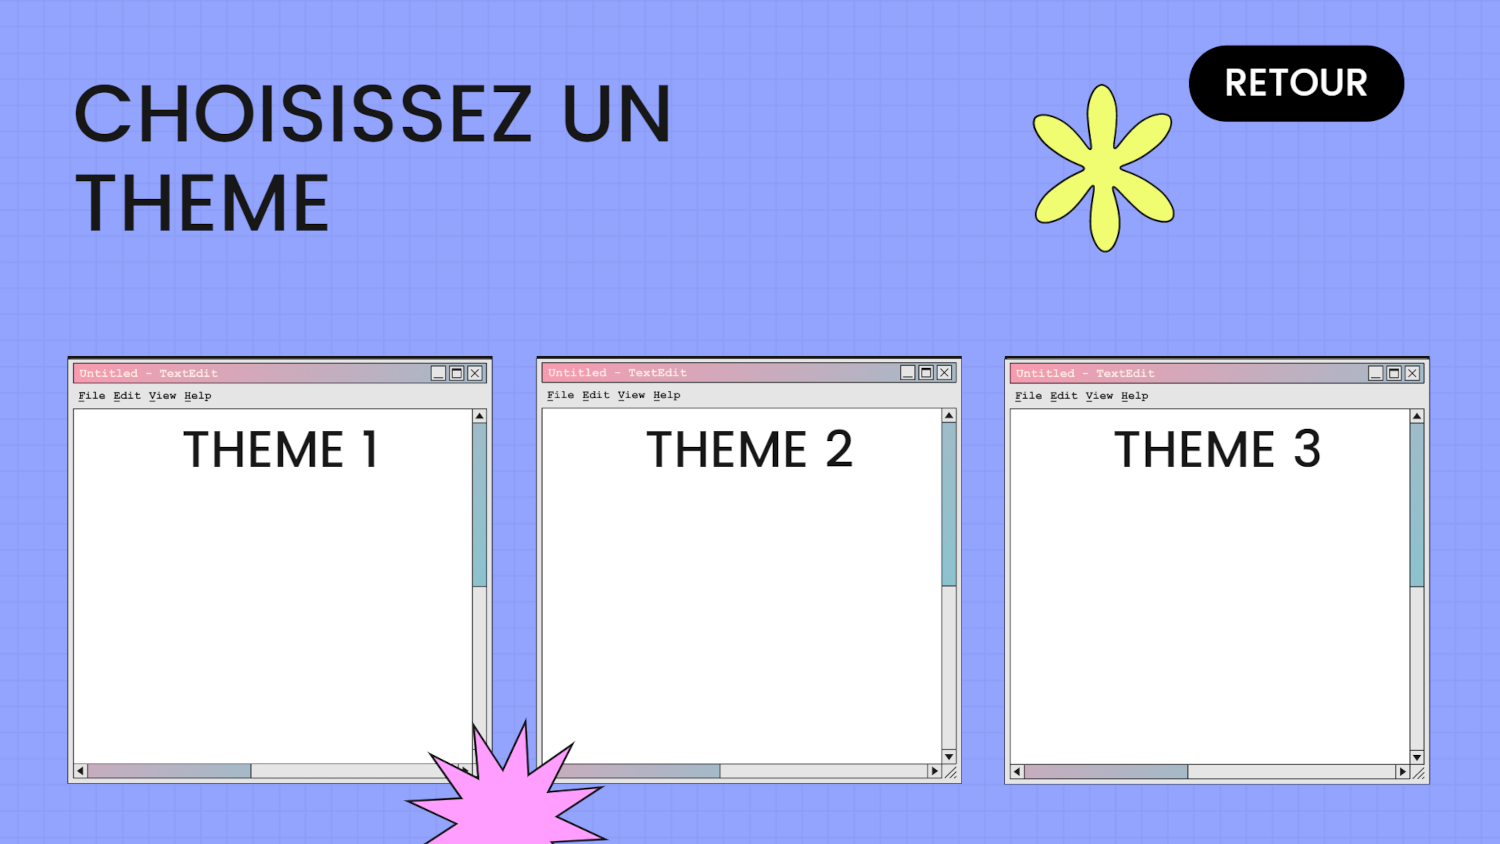 CHOISISSEZ UN
THEME
RETOUR
Untitled - TextEdit
File Edit View Help
THEME 1
Untitled - TextEdit
File Edit View Help
THEME 2
Untitled - TextEdit
File Edit View Help
THEME 3